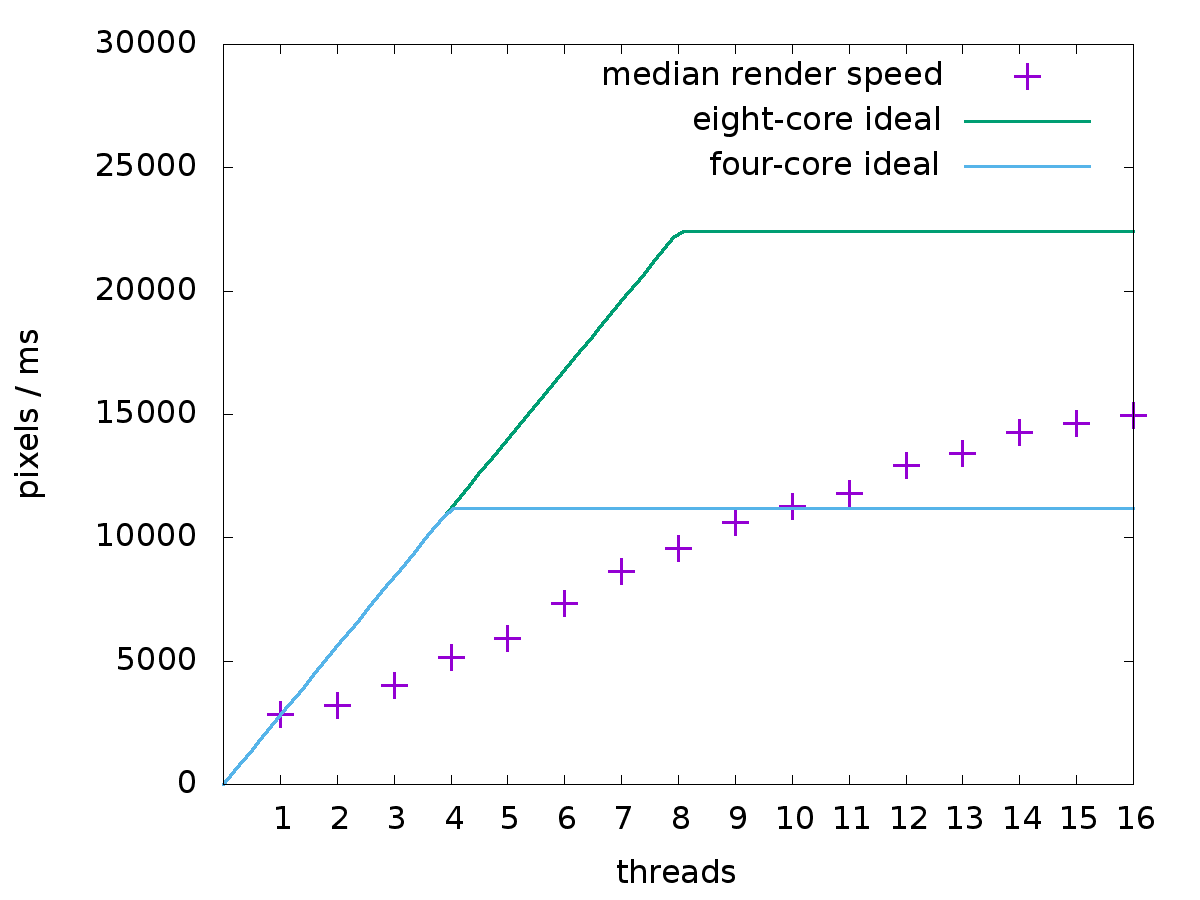 30000
median render speed
eight-core ideal
four-core ideal
25000
20000
15000
10000
5000
0
pixels / ms
1 2 3 4 5 6 7 8 9 10 11 12 13 14 15 16
threads